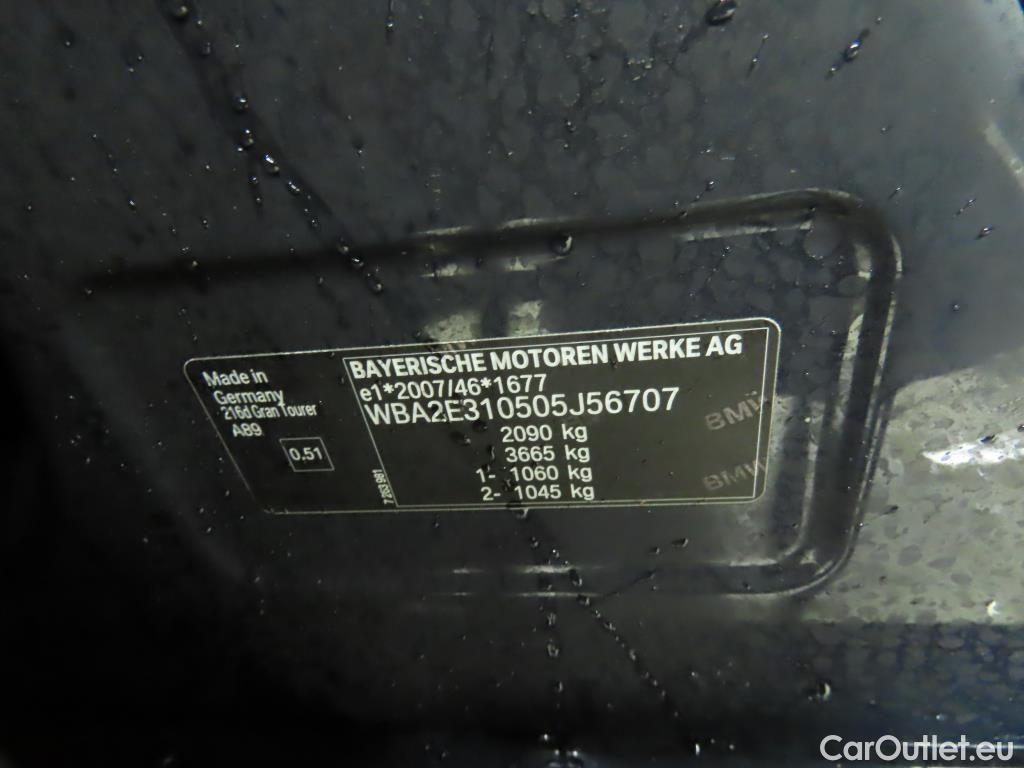 Made in
Germany
216d Gran Tourer
A89
0.51
BAYERISCHE MOTOREN WERKE AG
e1*2007/46*1677
WBA2E310505J56707
2090 kg
3665 kg
1- 1060 kg
2- 1045 kg
BMW
BMW
CarOutlet.eu